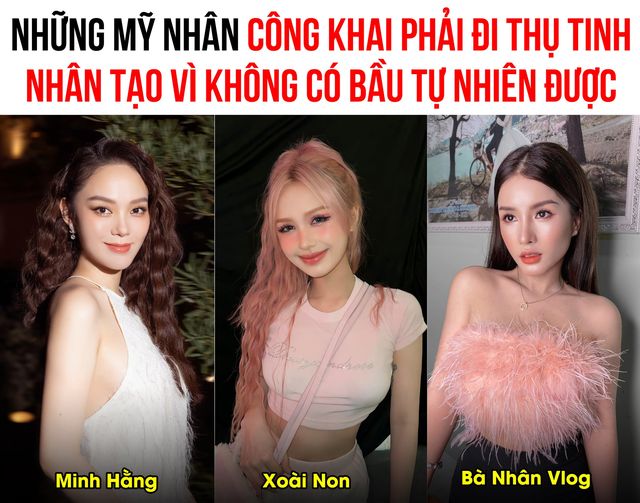 NHỮNG MỸ NHÂN CÔNG KHAI PHẢI ĐI THỤ TINH
NHÂN TẠO VÌ KHÔNG CÓ BẦU TỰ NHIÊN ĐƯỢC
Minh Hằng
Xoài Non
Bà Nhân Vlog